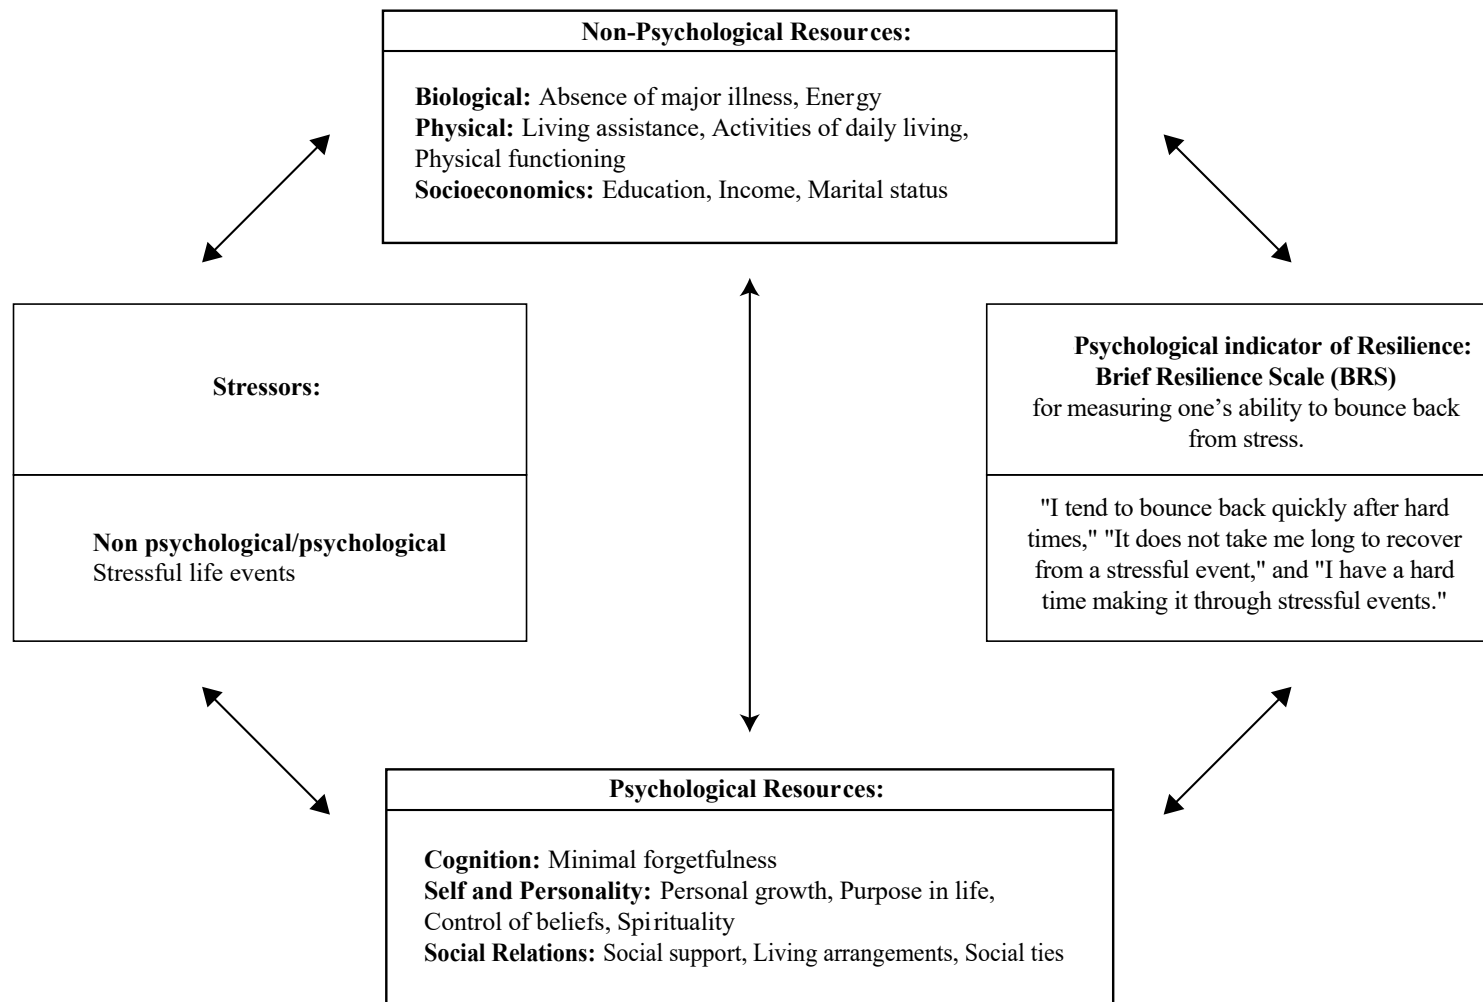 Non-Psychological Resources:
Biological: Absence of major illness, Energy
Physical: Living assistance, Activities of daily living,
Physical functioning
Socioeconomics: Education, Income, Marital status
Stressors:
Non psychological/psychological
Stressful life events
Psychological indicator of Resilience:
Brief Resilience Scale (BRS)
for measuring one’s ability to bounce back
from stress.
"I tend to bounce back quickly after hard
times," "It does not take me long to recover
from a stressful event," and "I have a hard
time making it through stressful events."
Psychological Resources:
Cognition: Minimal forgetfulness
Self and Personality: Personal growth, Purpose in life,
Control of beliefs, Spirituality
Social Relations: Social support, Living arrangements, Social ties